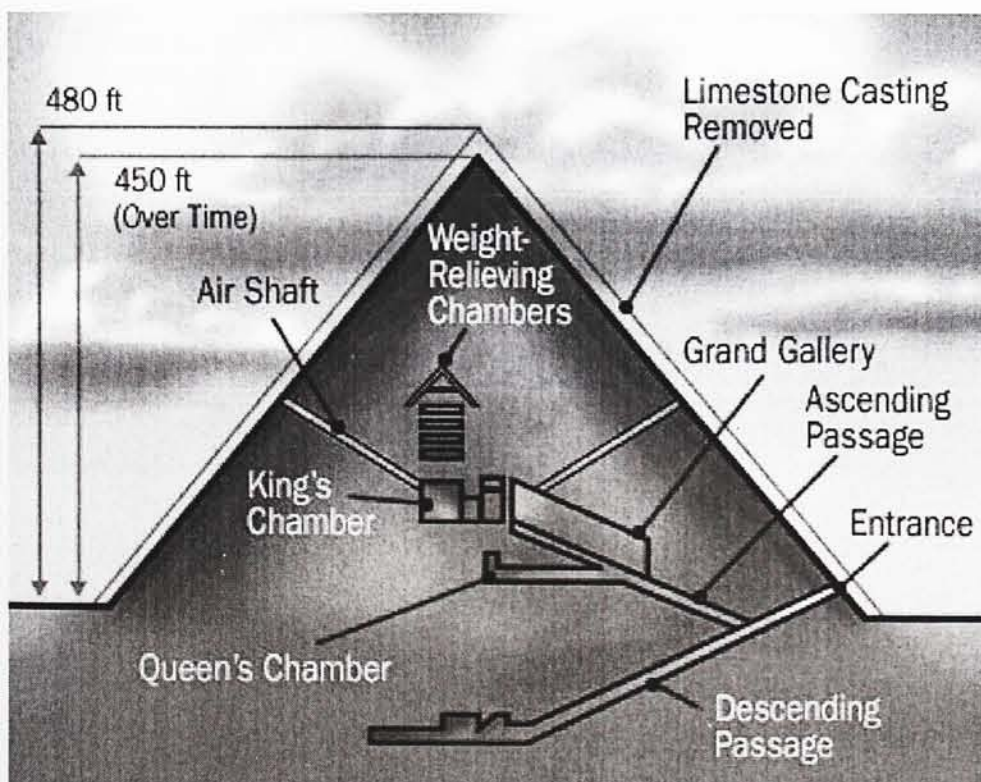 480 ft
450 ft
(Over Time)
Limestone Casting
Removed
Weight-
Relieving
Chambers
Air Shaft
Grand Gallery
Ascending
Passage
King's
Chamber
Entrance
Queen's Chamber
Descending
Passage